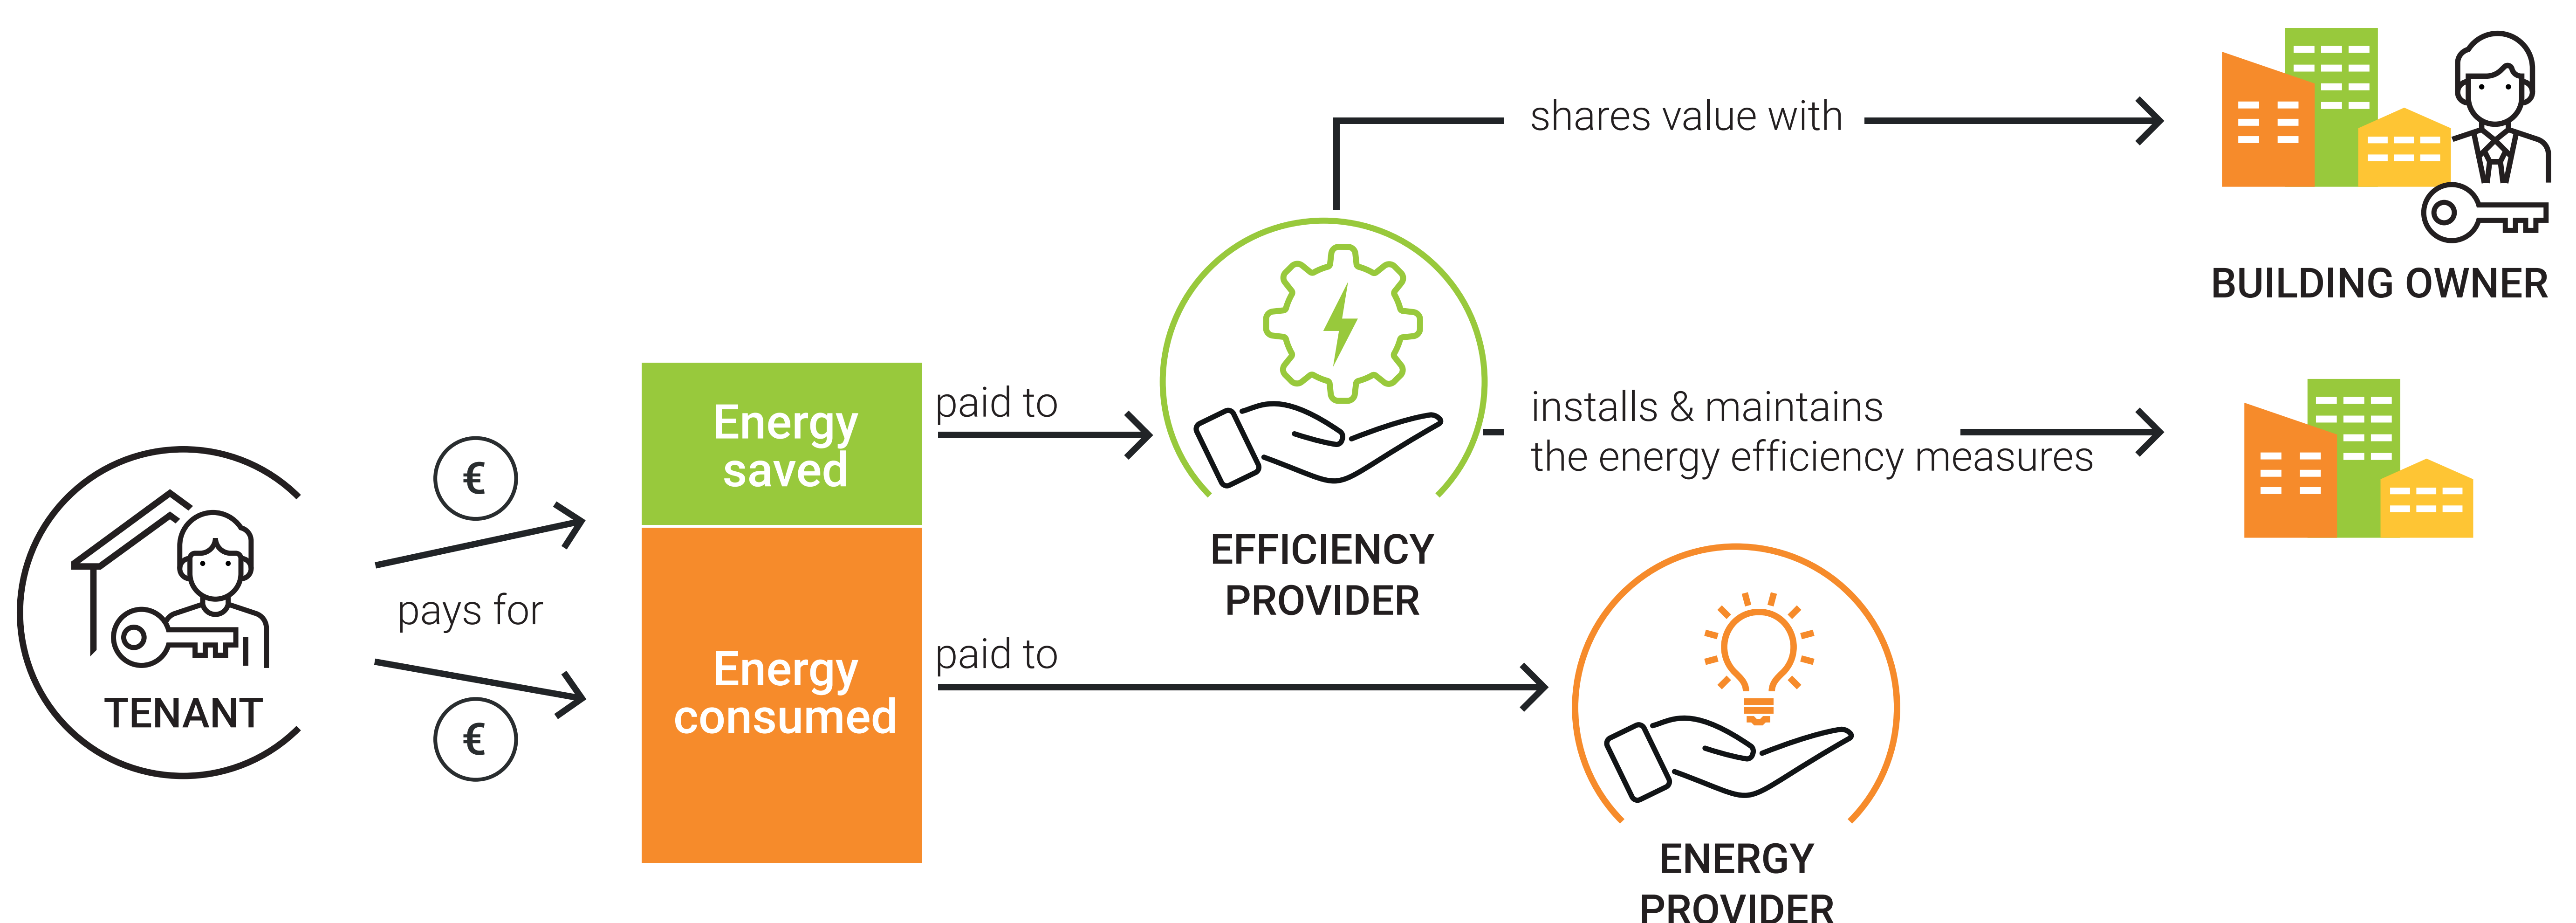 shares value with
BUILDING OWNER
Energy
saved
paid to
installs & maintains
the energy efficiency measures
€
EFFICIENCY
PROVIDER
pays for
TENANT
€
Energy
consumed
paid to
ENERGY
PROVIDER